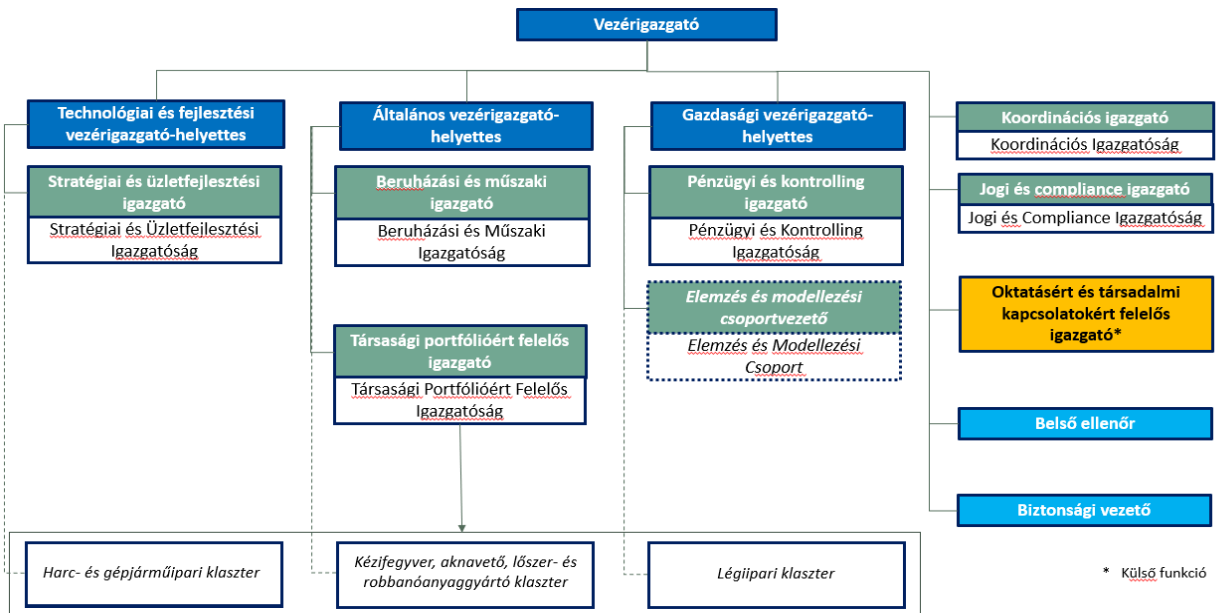 Vezérigazgató
Technológiai és fejlesztési
vezérigazgató-helyettes
Általános vezérigazgató-
helyettes
Gazdasági vezérigazgató-
helyettes
Koordinációs igazgató
Koordinációs Igazgatóság
Stratégiai és üzletfejlesztési
igazgató
Stratégiai és Üzletfejlesztési
Igazgatóság
Beruházási és műszaki
igazgató
Beruházási és Műszaki
Igazgatóság
Pénzügyi és kontrolling
igazgató
Pénzügyi és Kontrolling
Igazgatóság
Jogi és compliance igazgató
Jogi és Compliance Igazgatóság
Elemzés és modellezési
csoportvezető
Elemzés és Modellezési
Csoport
Oktatásért és társadalmi
kapcsolatokért felelős
igazgató*
Társasági portfólióért felelős
igazgató
Társasági Portfólióért Felelős
Igazgatóság
Belső ellenőr
Biztonsági vezető
Harc- és gépjárműipari klaszter
Kézifegyver, aknavető, lőszer- és
robbanóanyaggyártó klaszter
Légiipari klaszter
* Külső funkció